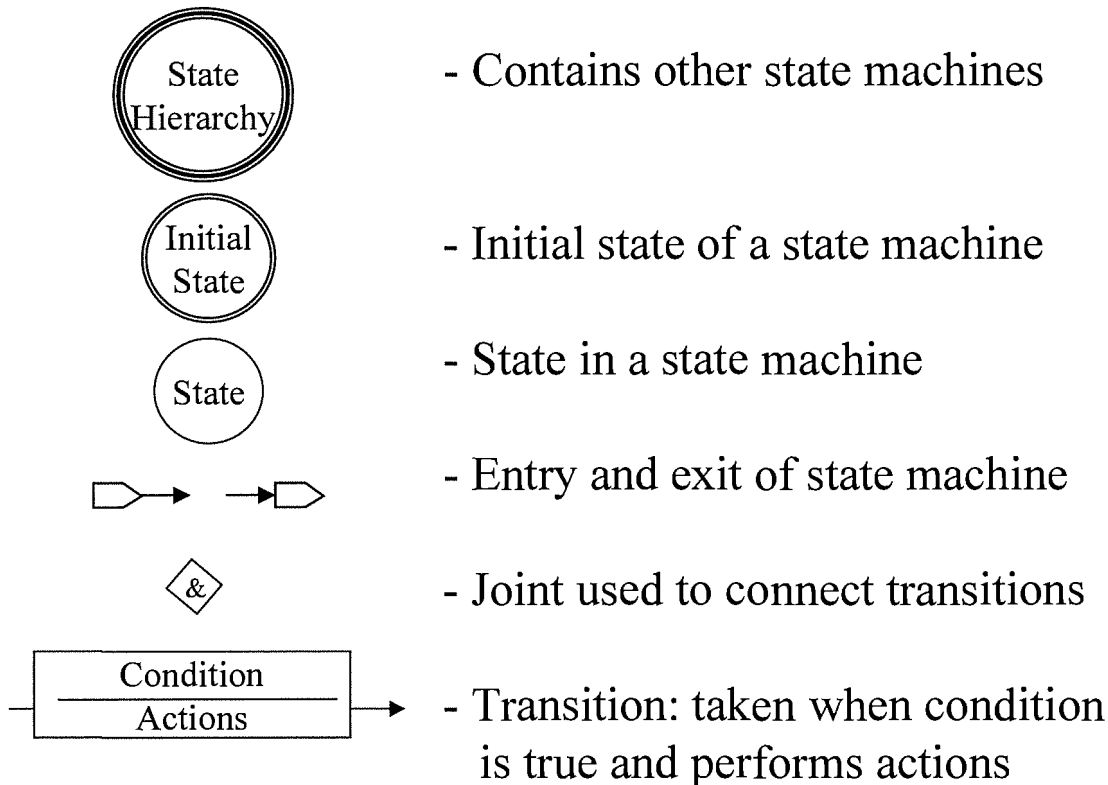 State
Hierarchy
- Contains other state machines
Initial
State
- Initial state of a state machine
State
- State in a state machine
- Entry and exit of state machine
&
- Joint used to connect transitions
Condition
Actions
- Transition: taken when condition
is true and performs actions